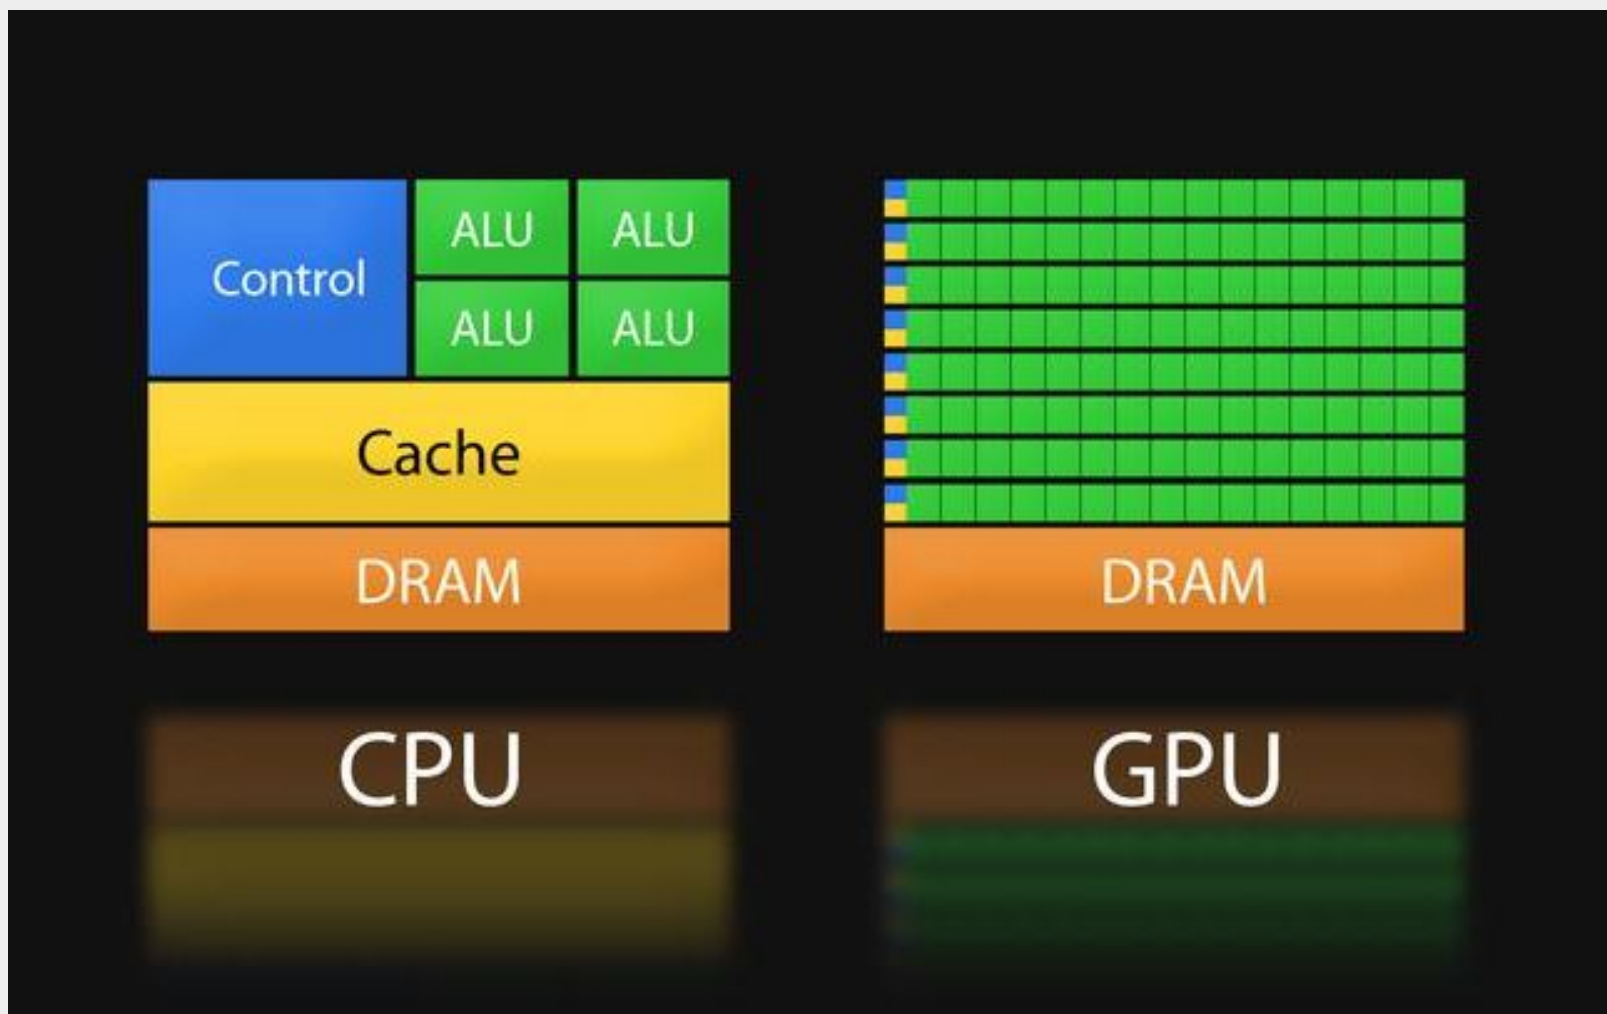 Control
ALU ALU
ALU ALU
Cache
DRAM
CPU
DRAM
GPU